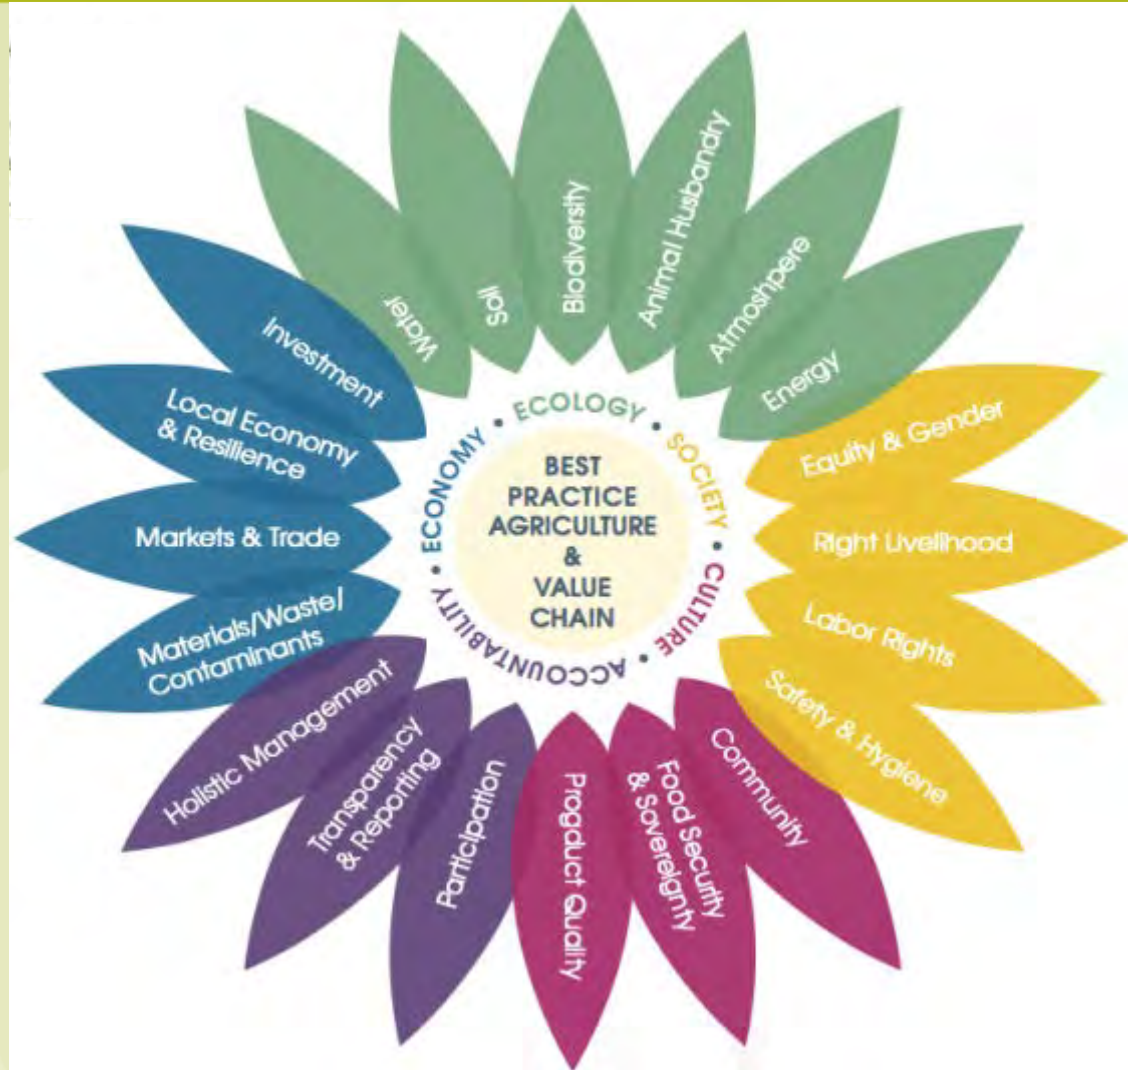 Biodiversity
Animal Husbandry
Atmoshpere
Energy
Equity & Gender
Right Livelihood
Labor Rights
Safety & Hygiene
Community
Food Security
& Sovereignty
Progduct Quality
Participation
Transparency
& Reporting
Holistic Management
Materials/Waste/
Contaminants
Markets & Trade
Local Economy
& Resilience
Investment
Water
Soil
ECOLOGY • SOCIETY • CULTURE • ACCOUNTABILITY • ECONOMY •
BEST
PRACTICE
AGRICULTURE
&
VALUE
CHAIN